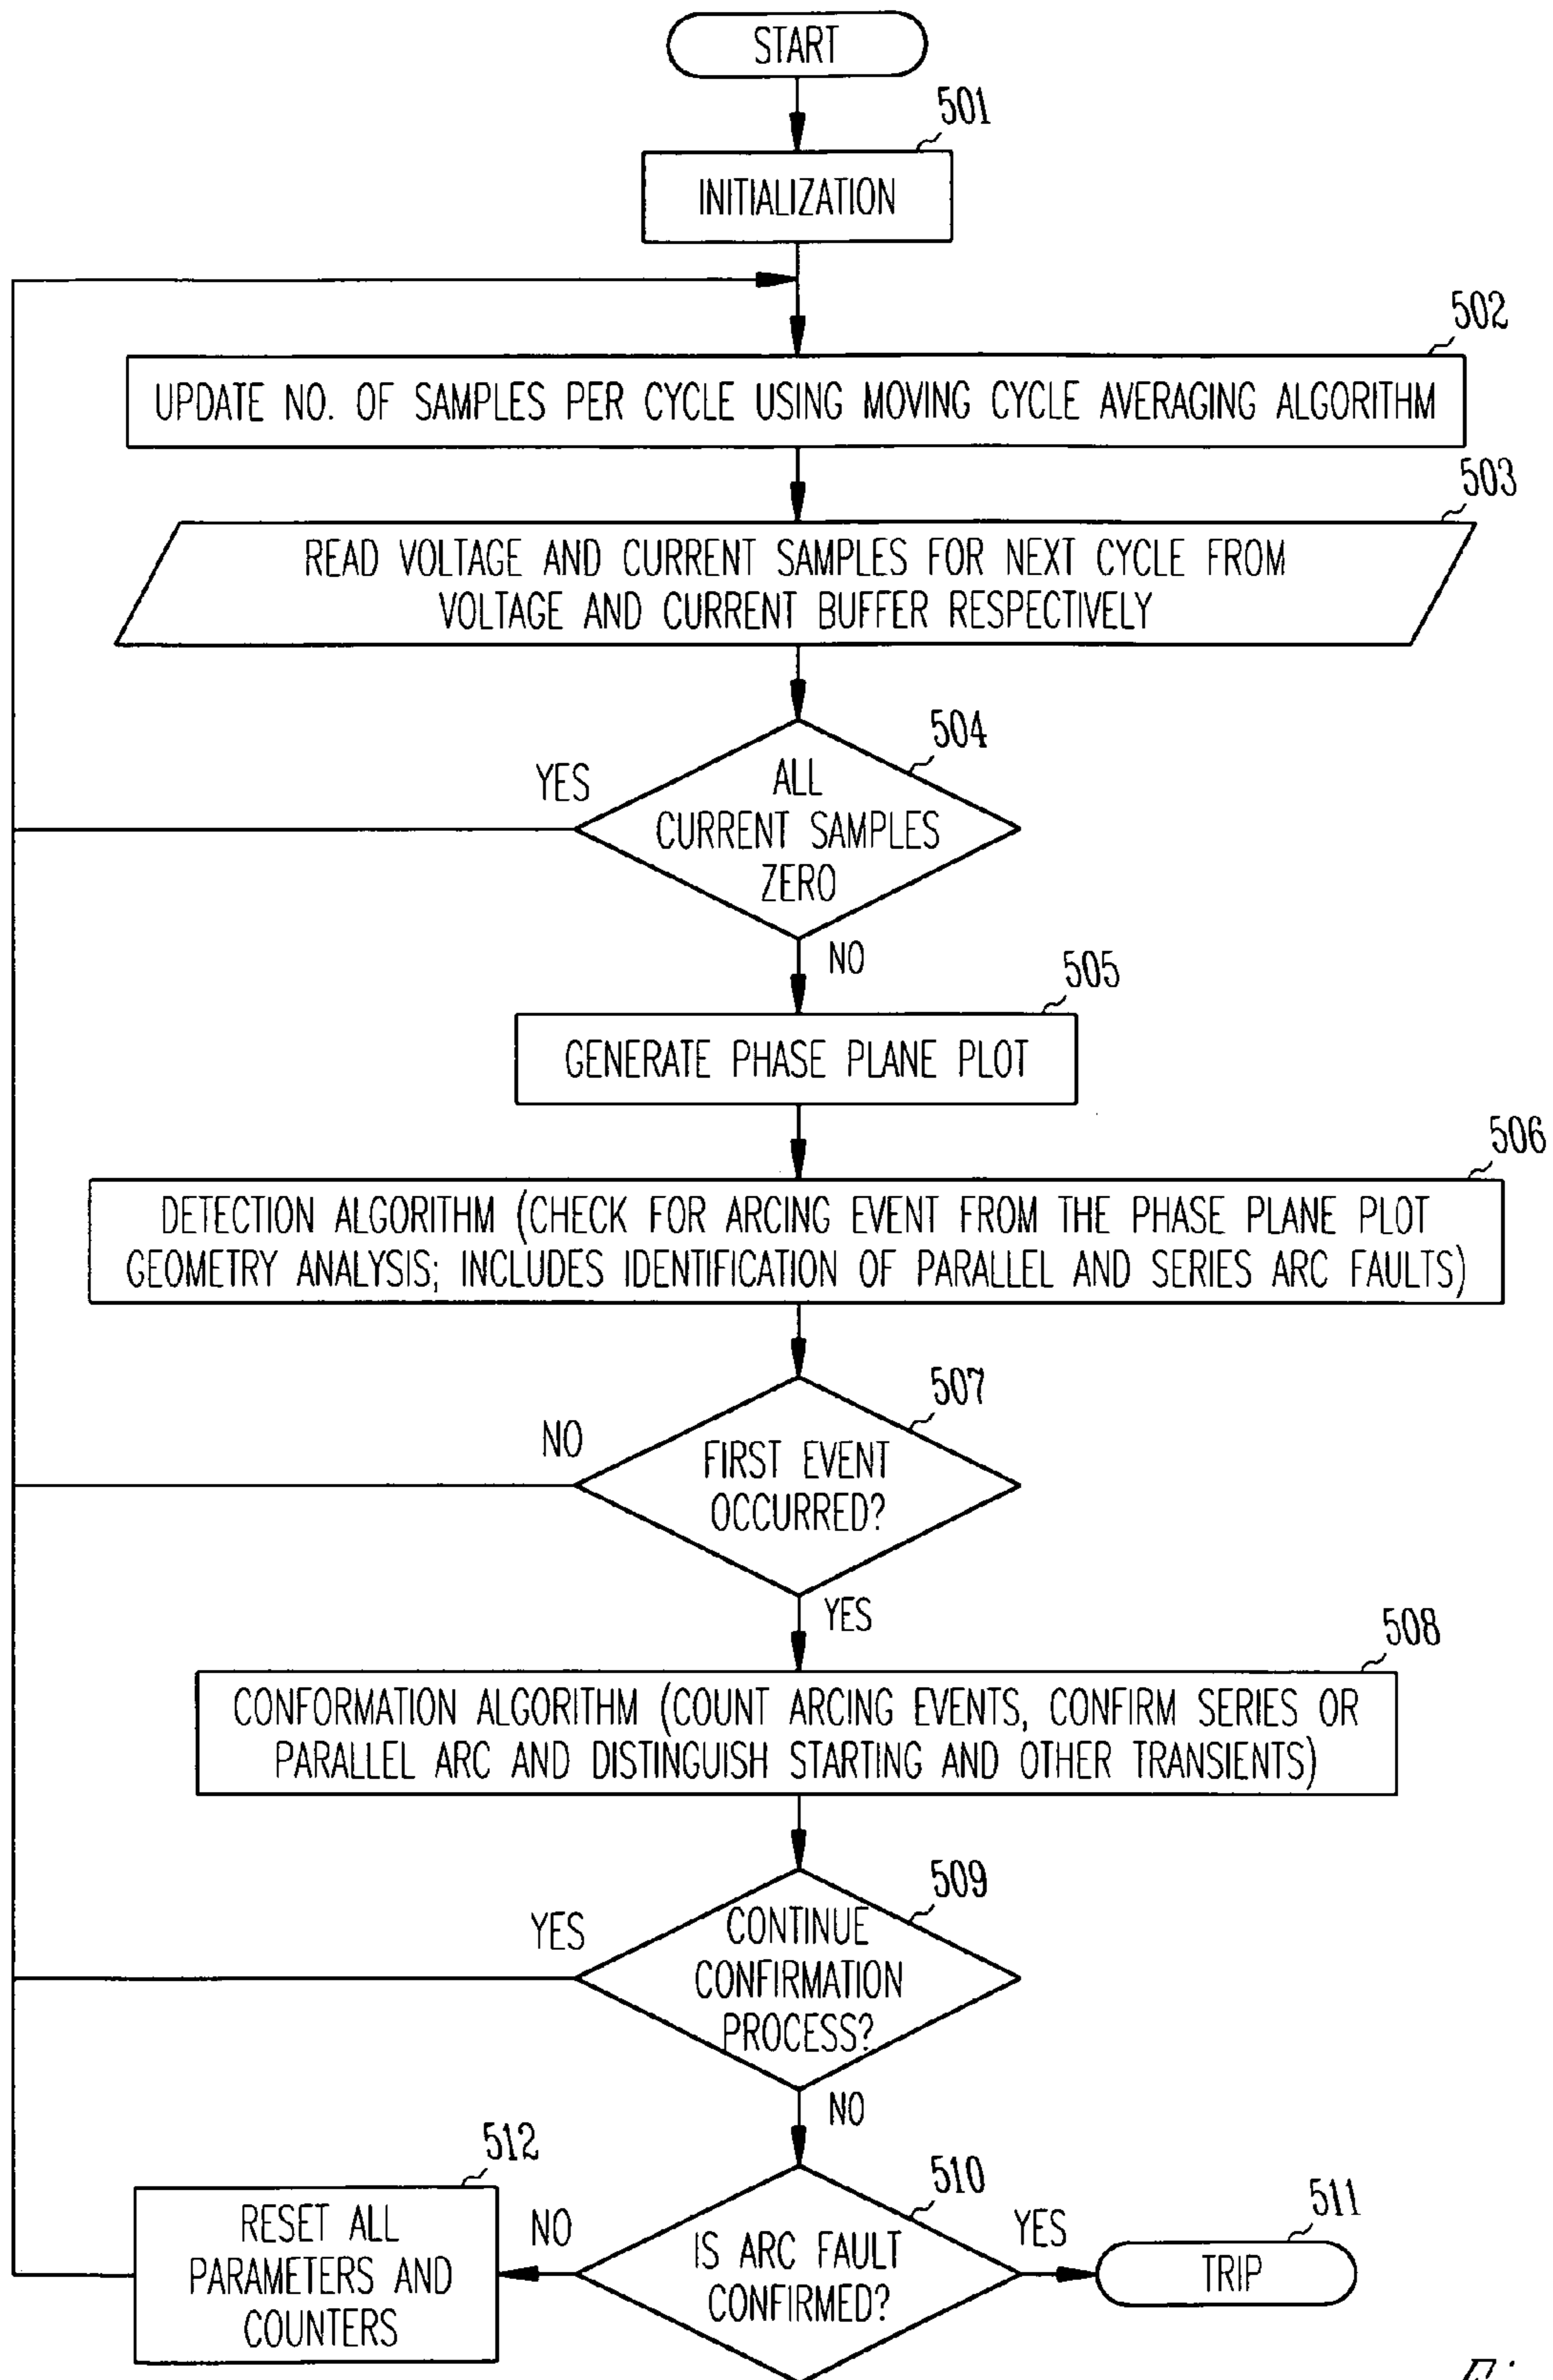 START
501
INITIALIZATION
502
UPDATE NO. OF SAMPLES PER CYCLE USING MOVING CYCLE AVERAGING ALGORITHM
503
READ VOLTAGE AND CURRENT SAMPLES FOR NEXT CYCLE FROM
VOLTAGE AND CURRENT BUFFER RESPECTIVELY
504
YES
ALL
CURRENT SAMPLES
ZERO
NO
505
GENERATE PHASE PLANE PLOT
506
DETECTION ALGORITHM (CHECK FOR ARCING EVENT FROM THE PHASE PLANE PLOT
GEOMETRY ANALYSIS; INCLUDES IDENTIFICATION OF PARALLEL AND SERIES ARC FAULTS)
507
NO
FIRST EVENT
OCCURRED?
YES
508
CONFORMATION ALGORITHM (COUNT ARCING EVENTS, CONFIRM SERIES OR
PARALLEL ARC AND DISTINGUISH STARTING AND OTHER TRANSIENTS)
509
YES
CONTINUE
CONFIRMATION
PROCESS?
NO
512
510
511
RESET ALL
PARAMETERS AND
COUNTERS
NO
IS ARC FAULT
CONFIRMED?
YES
TRIP